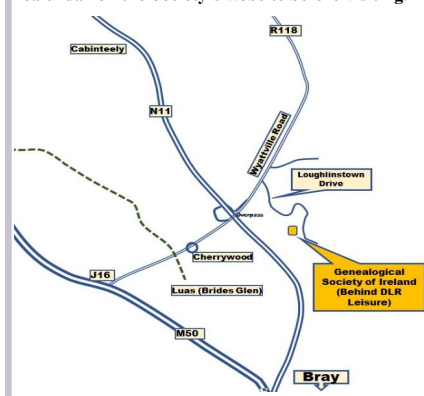 R118
Cabinteely
N11
Wyattville Road
Loughlinstown
Drive
Overpass
Cherrywood
Genealogical
Society of Ireland
(Behind DLR
Leisure)
J16
Luas (Brides Glen)
M50
Bray